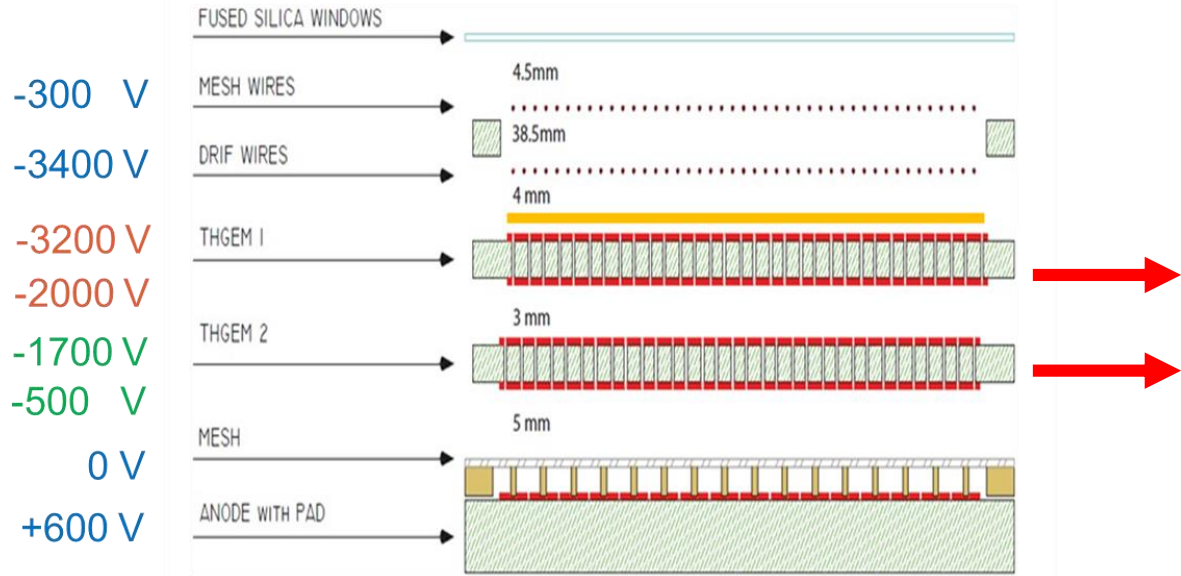 FUSED SILICA WINDOWS
4.5mm
-300 V
MESH WIRES
38.5mm
-3400 V
DRIF WIRES
4 mm
-3200 V
THGEM I
-2000 V
3 mm
-1700 V
THGEM 2
-500 V
5 mm
MESH
0 V
ANODE WITH PAD
+600 V